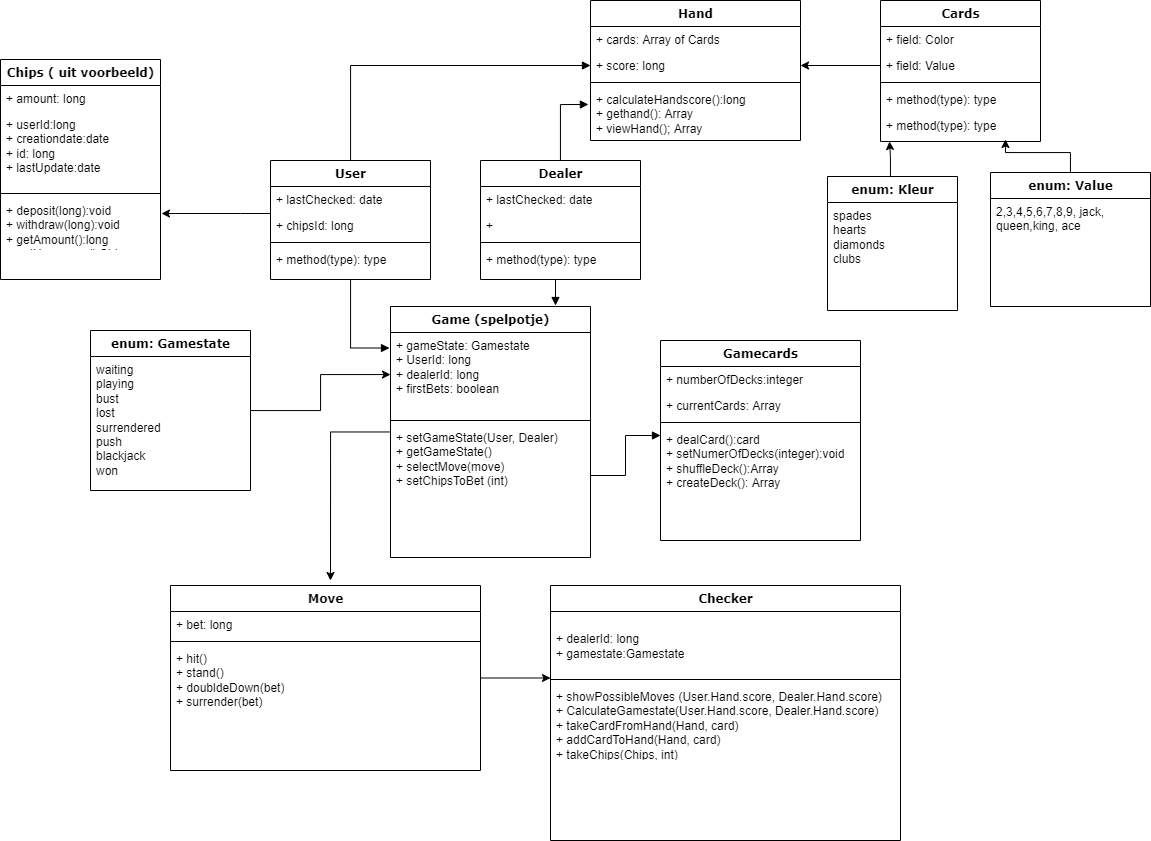 Hand
+ cards: Array of Cards
+ score: long
+ calculateHandscore():long
+ gethand(): Array
+ viewHand(); Array
Cards
+ field: Color
+ field: Value
+ method(type): type
+ method(type): type
Chips ( uit voorbeeld)
+ amount: long
+ userId:long
+ creationdate:date
+ id: long
+ lastUpdate:date
+ deposit(long):void
+ withdraw(long):void
+ getAmount():long
User
+ lastChecked: date
+ chipsId: long
+ method(type): type
Dealer
+ lastChecked: date
+
+ method(type): type
enum: Kleur
spades
hearts
diamonds
clubs
enum: Value
2,3,4,5,6,7,8,9, jack,
queen,king, ace
enum: Gamestate
waiting
playing
bust
lost
surrendered
push
blackjack
won
Game (spelpotje)
+ gameState: Gamestate
+ UserId: long
+ dealerId: long
+ firstBets: boolean
+ setGameState(User, Dealer)
+ getGameState()
+ selectMove(move)
+ setChipsToBet (int)
Gamecards
+ numberOfDecks:integer
+ currentCards: Array
+ dealCard():card
+ setNumerOfDecks(integer):void
+ shuffleDeck():Array
+ createDeck(): Array
Move
+ bet: long
+ hit()
+ stand()
+ doubldeDown(bet)
+ surrender(bet)
Checker
+ dealerId: long
+ gamestate:Gamestate
+ showPossibleMoves (User.Hand.score, Dealer.Hand.score)
+ CalculateGamestate(User.Hand.score, Dealer.Hand.score)
+ takeCardFromHand(Hand, card)
+ addCardToHand(Hand, card)
+ takeChips(Chips, int)